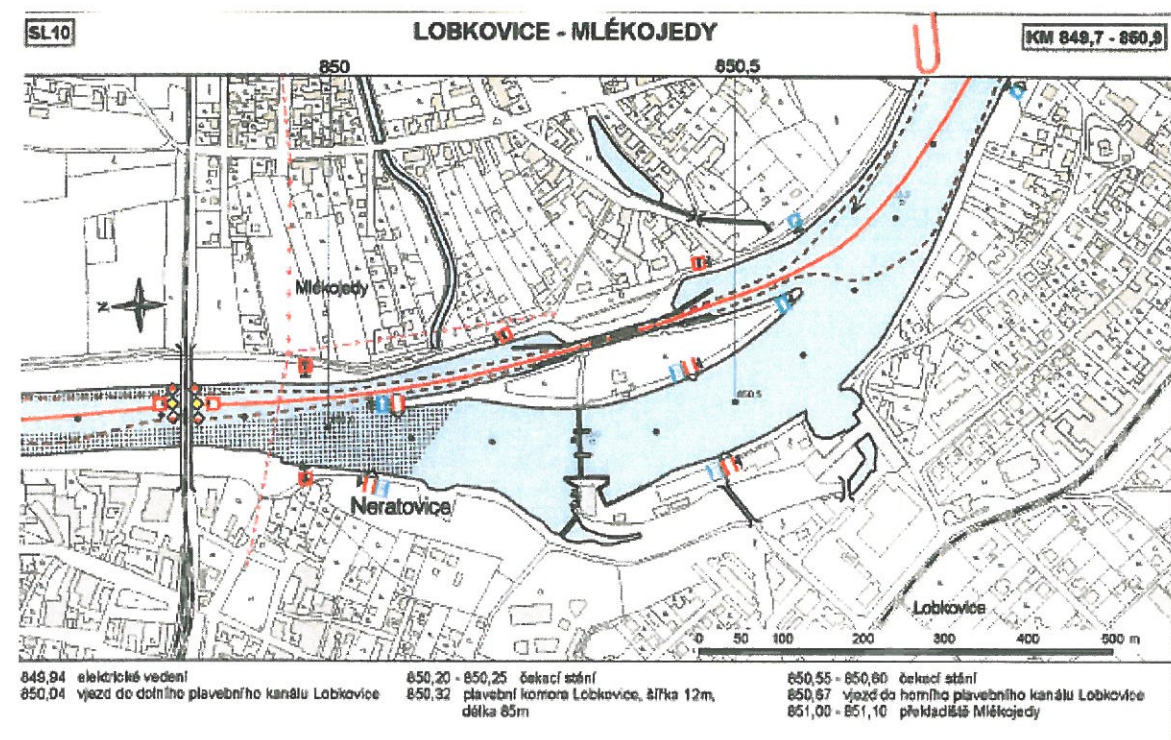 SL10
LOBKOVICE - MLÉKOJEDY
KM 849,7 - 850,9
850
850,5
Mlékojedy
N
850.5
Neratovice
Lobkovice
0 50 100 200 300 400 500 m
849,94 elektrické vedení
850,04 vjezd do dolního plavebního kanálu Lobkovice
850,20 - 850,25 čekací stání
850,32 plavební komora Lobkovice, šířka 12m,
délka 85m
850,55 - 850,60 čekací stání
850,67 vjezd do horního plavebního kanálu Lobkovice
851,00 - 851,10 překladiště Mlékojedy